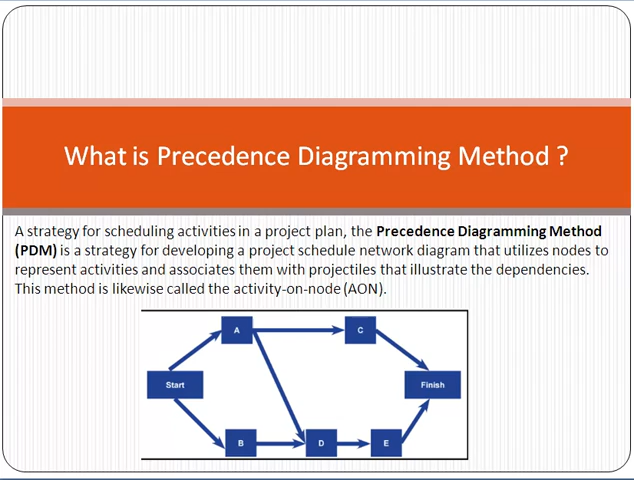 What is Precedence Diagramming Method ?
A strategy for scheduling activities in a project plan, the Precedence Diagramming Method
(PDM) is a strategy for developing a project schedule network diagram that utilizes nodes to
represent activities and associates them with projectiles that illustrate the dependencies.
This method is likewise called the activity-on-node (AON).
A
C
Start
Finish
B
D
E